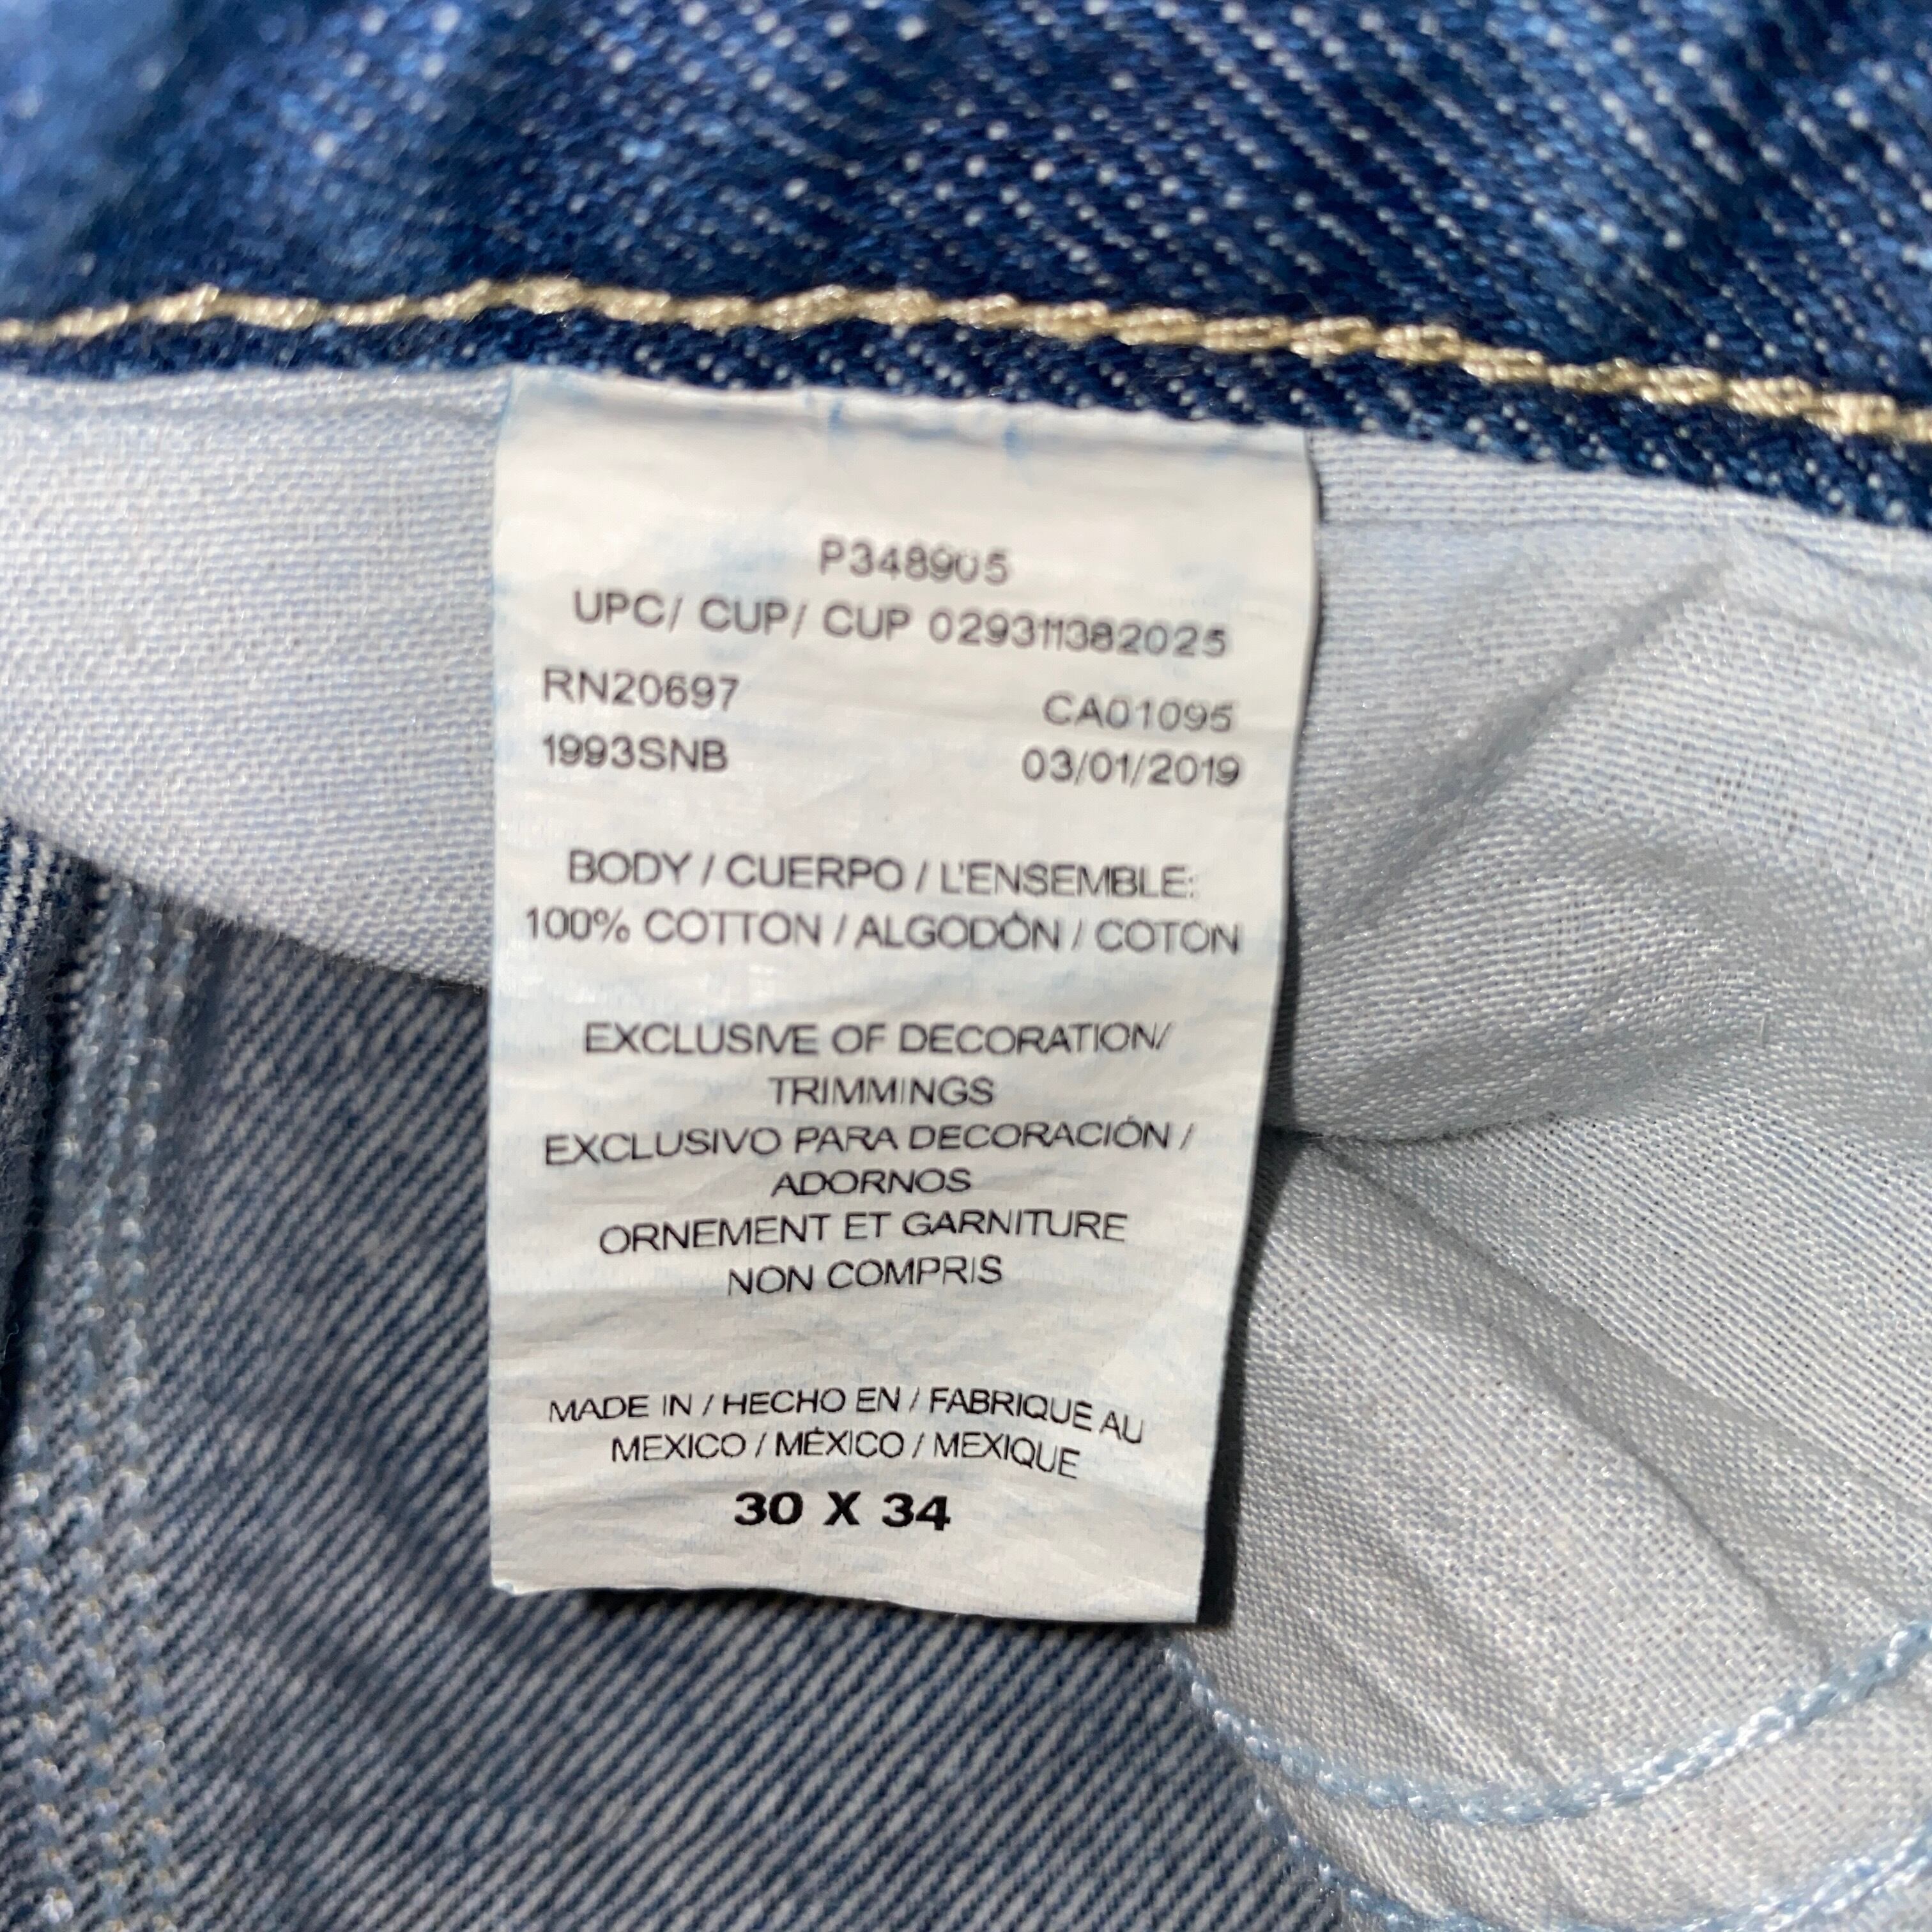 P348905
UPC/ CUP/ CUP 029311382025
RN20697 CA01095
1993SNB 03/01/2019
BODY / CUERPO / L'ENSEMBLE:
100% COTTON / ALGODÓN / COTON
EXCLUSIVE OF DECORATION/
TRIMMINGS
EXCLUSIVO PARA DECORACIÓN /
ADORNOS
ORNEMENT ET GARNITURE
NON COMPRIS
MADE IN / HECHO EN / FABRIQUE AU
MEXICO / MÉXICO / MEXIQUE
30 X 34